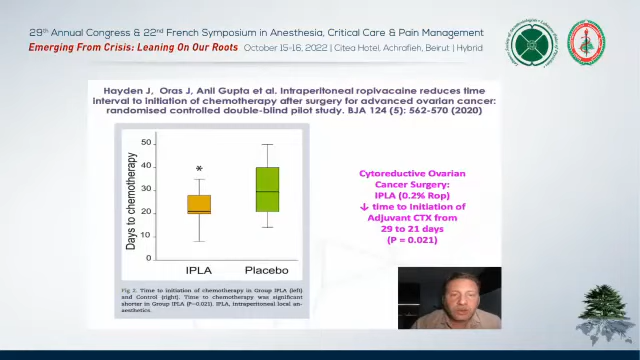 29th Annual Congress & 22nd French Symposium in Anesthesia, Critical Care & Pain Management
Emerging From Crisis: Leaning On Our Roots October 15-16, 2022 | Citea Hotel, Achrafieh, Beirut | Hybrid
Hayden J, Oras J, Anil Gupta et al. Intraperitoneal ropivacaine reduces time
interval to initiation of chemotherapy after surgery for advanced ovarian cancer:
randomised controlled double-blind pilot study. BJA 124 (5): 562-570 (2020)
Days to chemotherapy
50
40
30
20
10
0
*
IPLA Placebo
Fig 2. Time to initiation of chemotherapy in Group IPLA (left)
and Control (right). Time to chemotherapy was significant
shorter in Group IPLA (P=0.021). IPLA, intraperitoneal local an-
aesthetics.
Cytoreductive Ovarian
Cancer Surgery:
IPLA (0.2% Rop)
↓ time to Initiation of
Adjuvant CTX from
29 to 21 days
(P = 0.021)